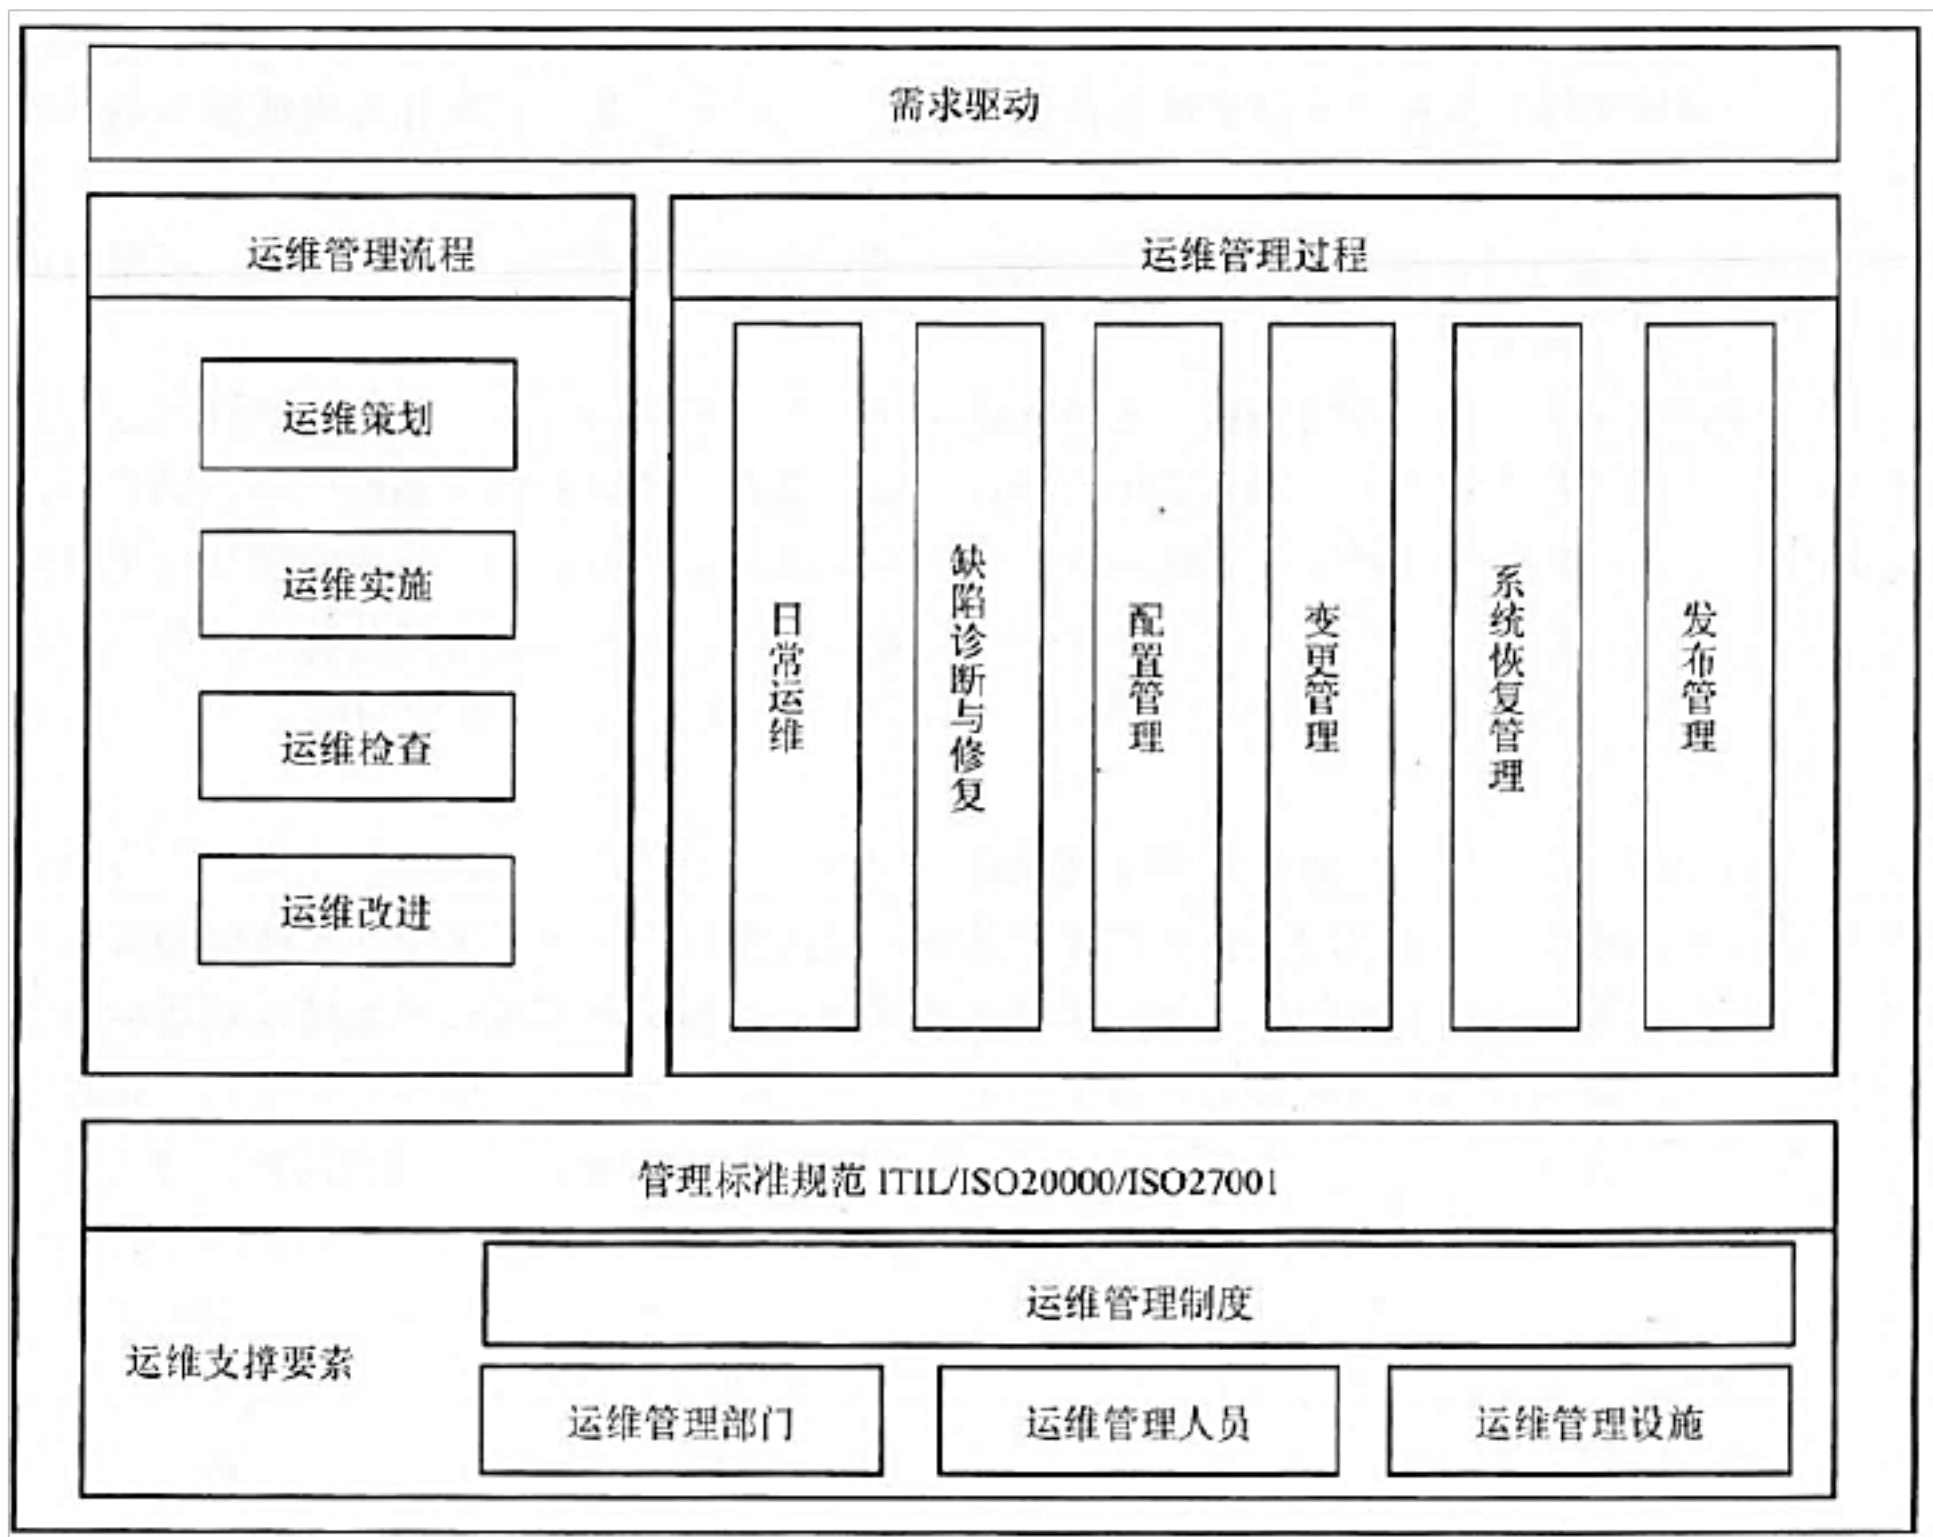 需求驱动
运维管理流程
运维策划
运维实施
运维检查
运维改进
运维管理过程
日常运维
缺陷诊断与修复
配置管理
变更管理
系统恢复管理
发布管理
管理标准规范 ITIL/ISO20000/ISO27001
运维支撑要素
运维管理制度
运维管理部门
运维管理人员
运维管理设施